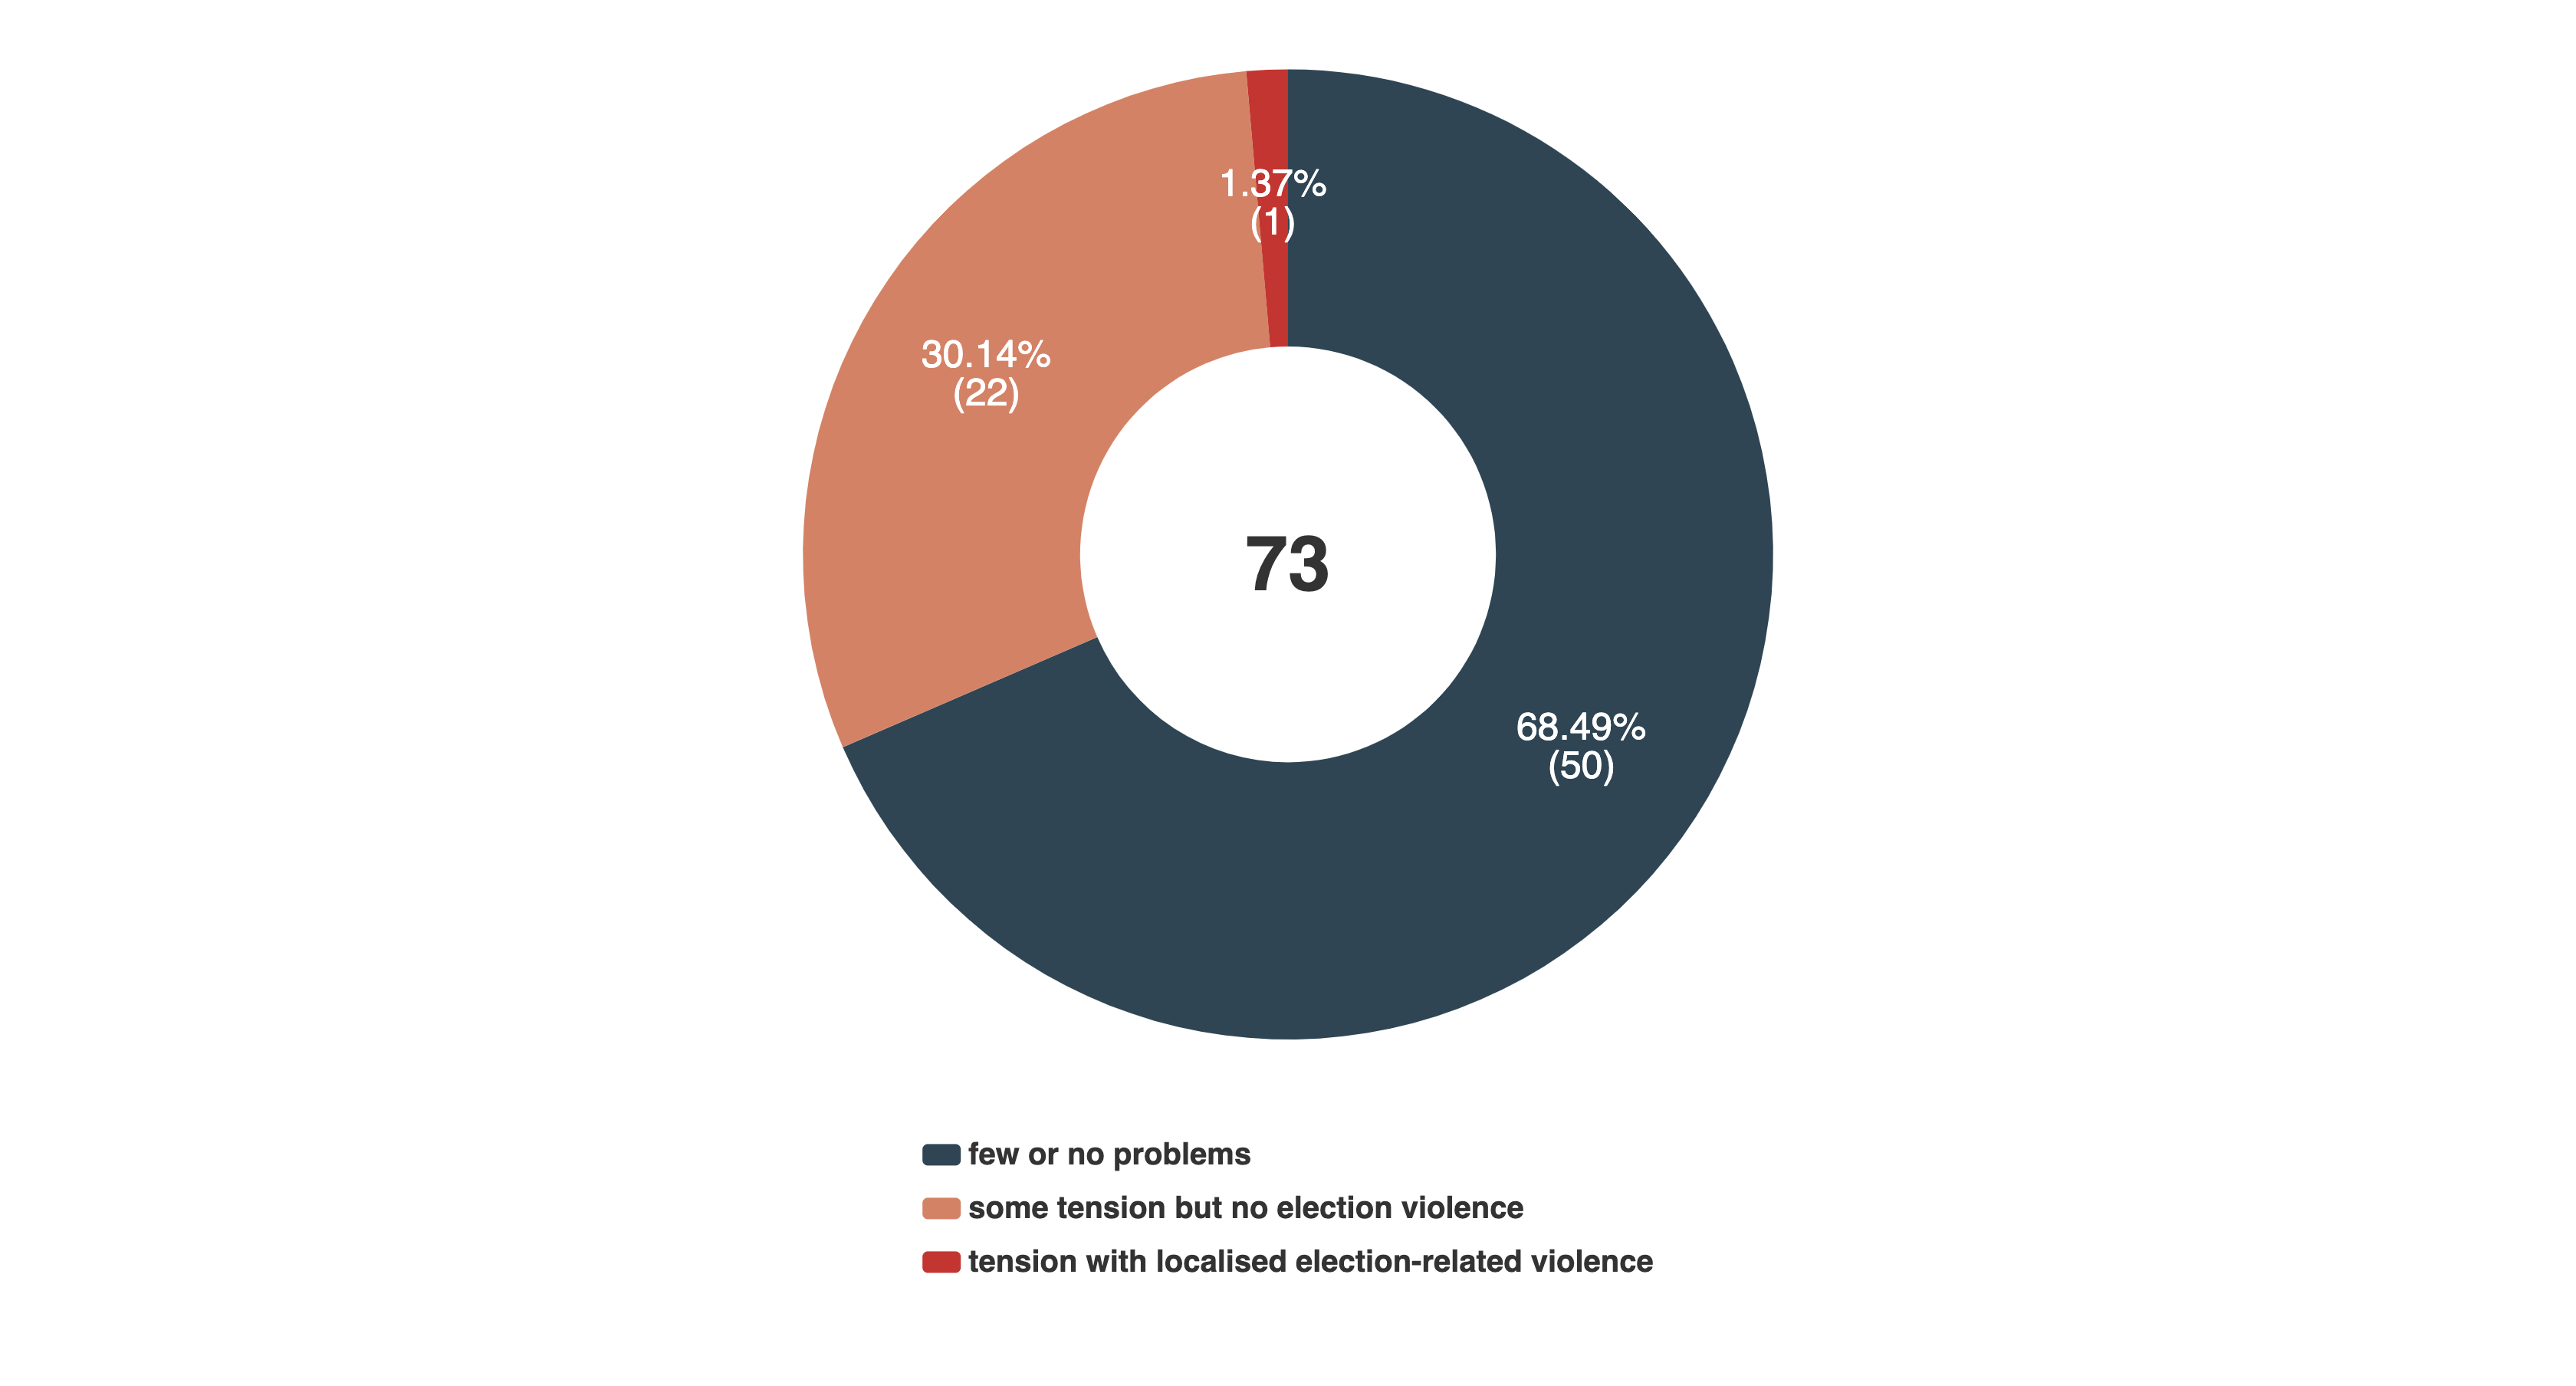 1.37%
(1)
30.14%
(22)
73
68.49%
(50)
few or no problems
some tension but no election violence
tension with localised election-related violence